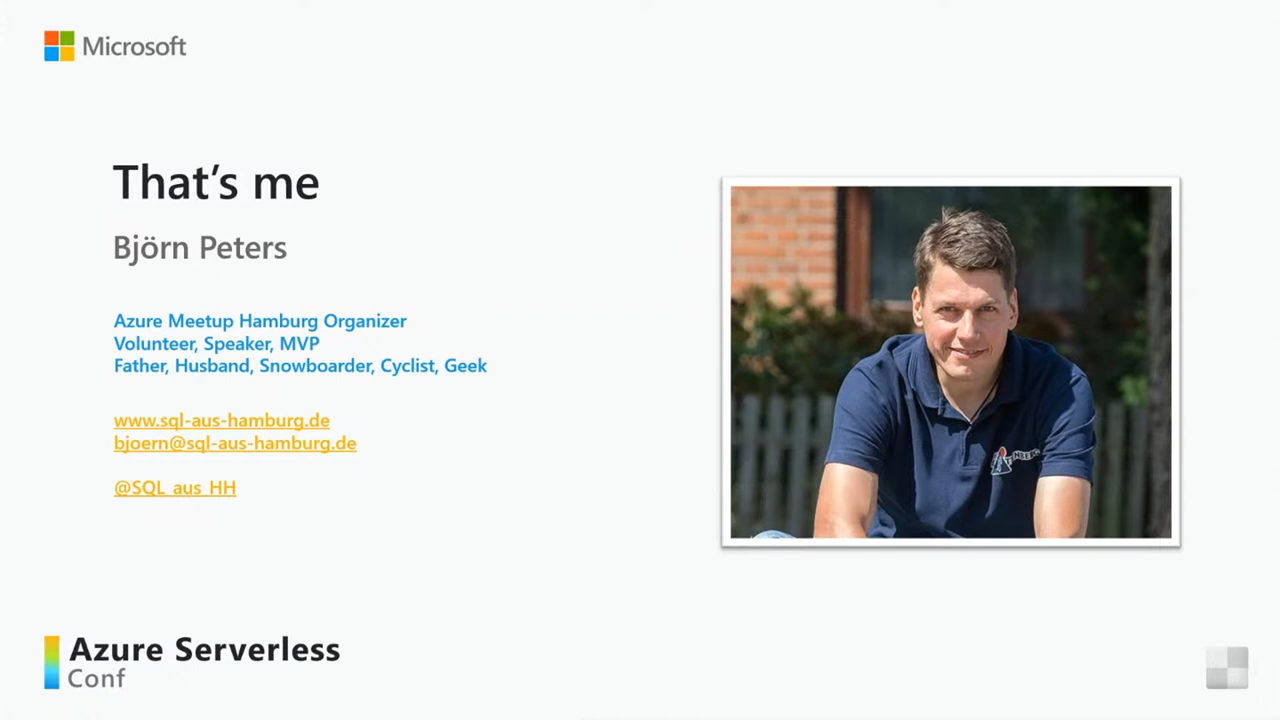 Microsoft
That's me
Björn Peters
Azure Meetup Hamburg Organizer
Volunteer, Speaker, MVP
Father, Husband, Snowboarder, Cyclist, Geek
www.sql-aus-hamburg.de
bjoern@sql-aus-hamburg.de
@SQL_aus_HH
Azure Serverless
Conf